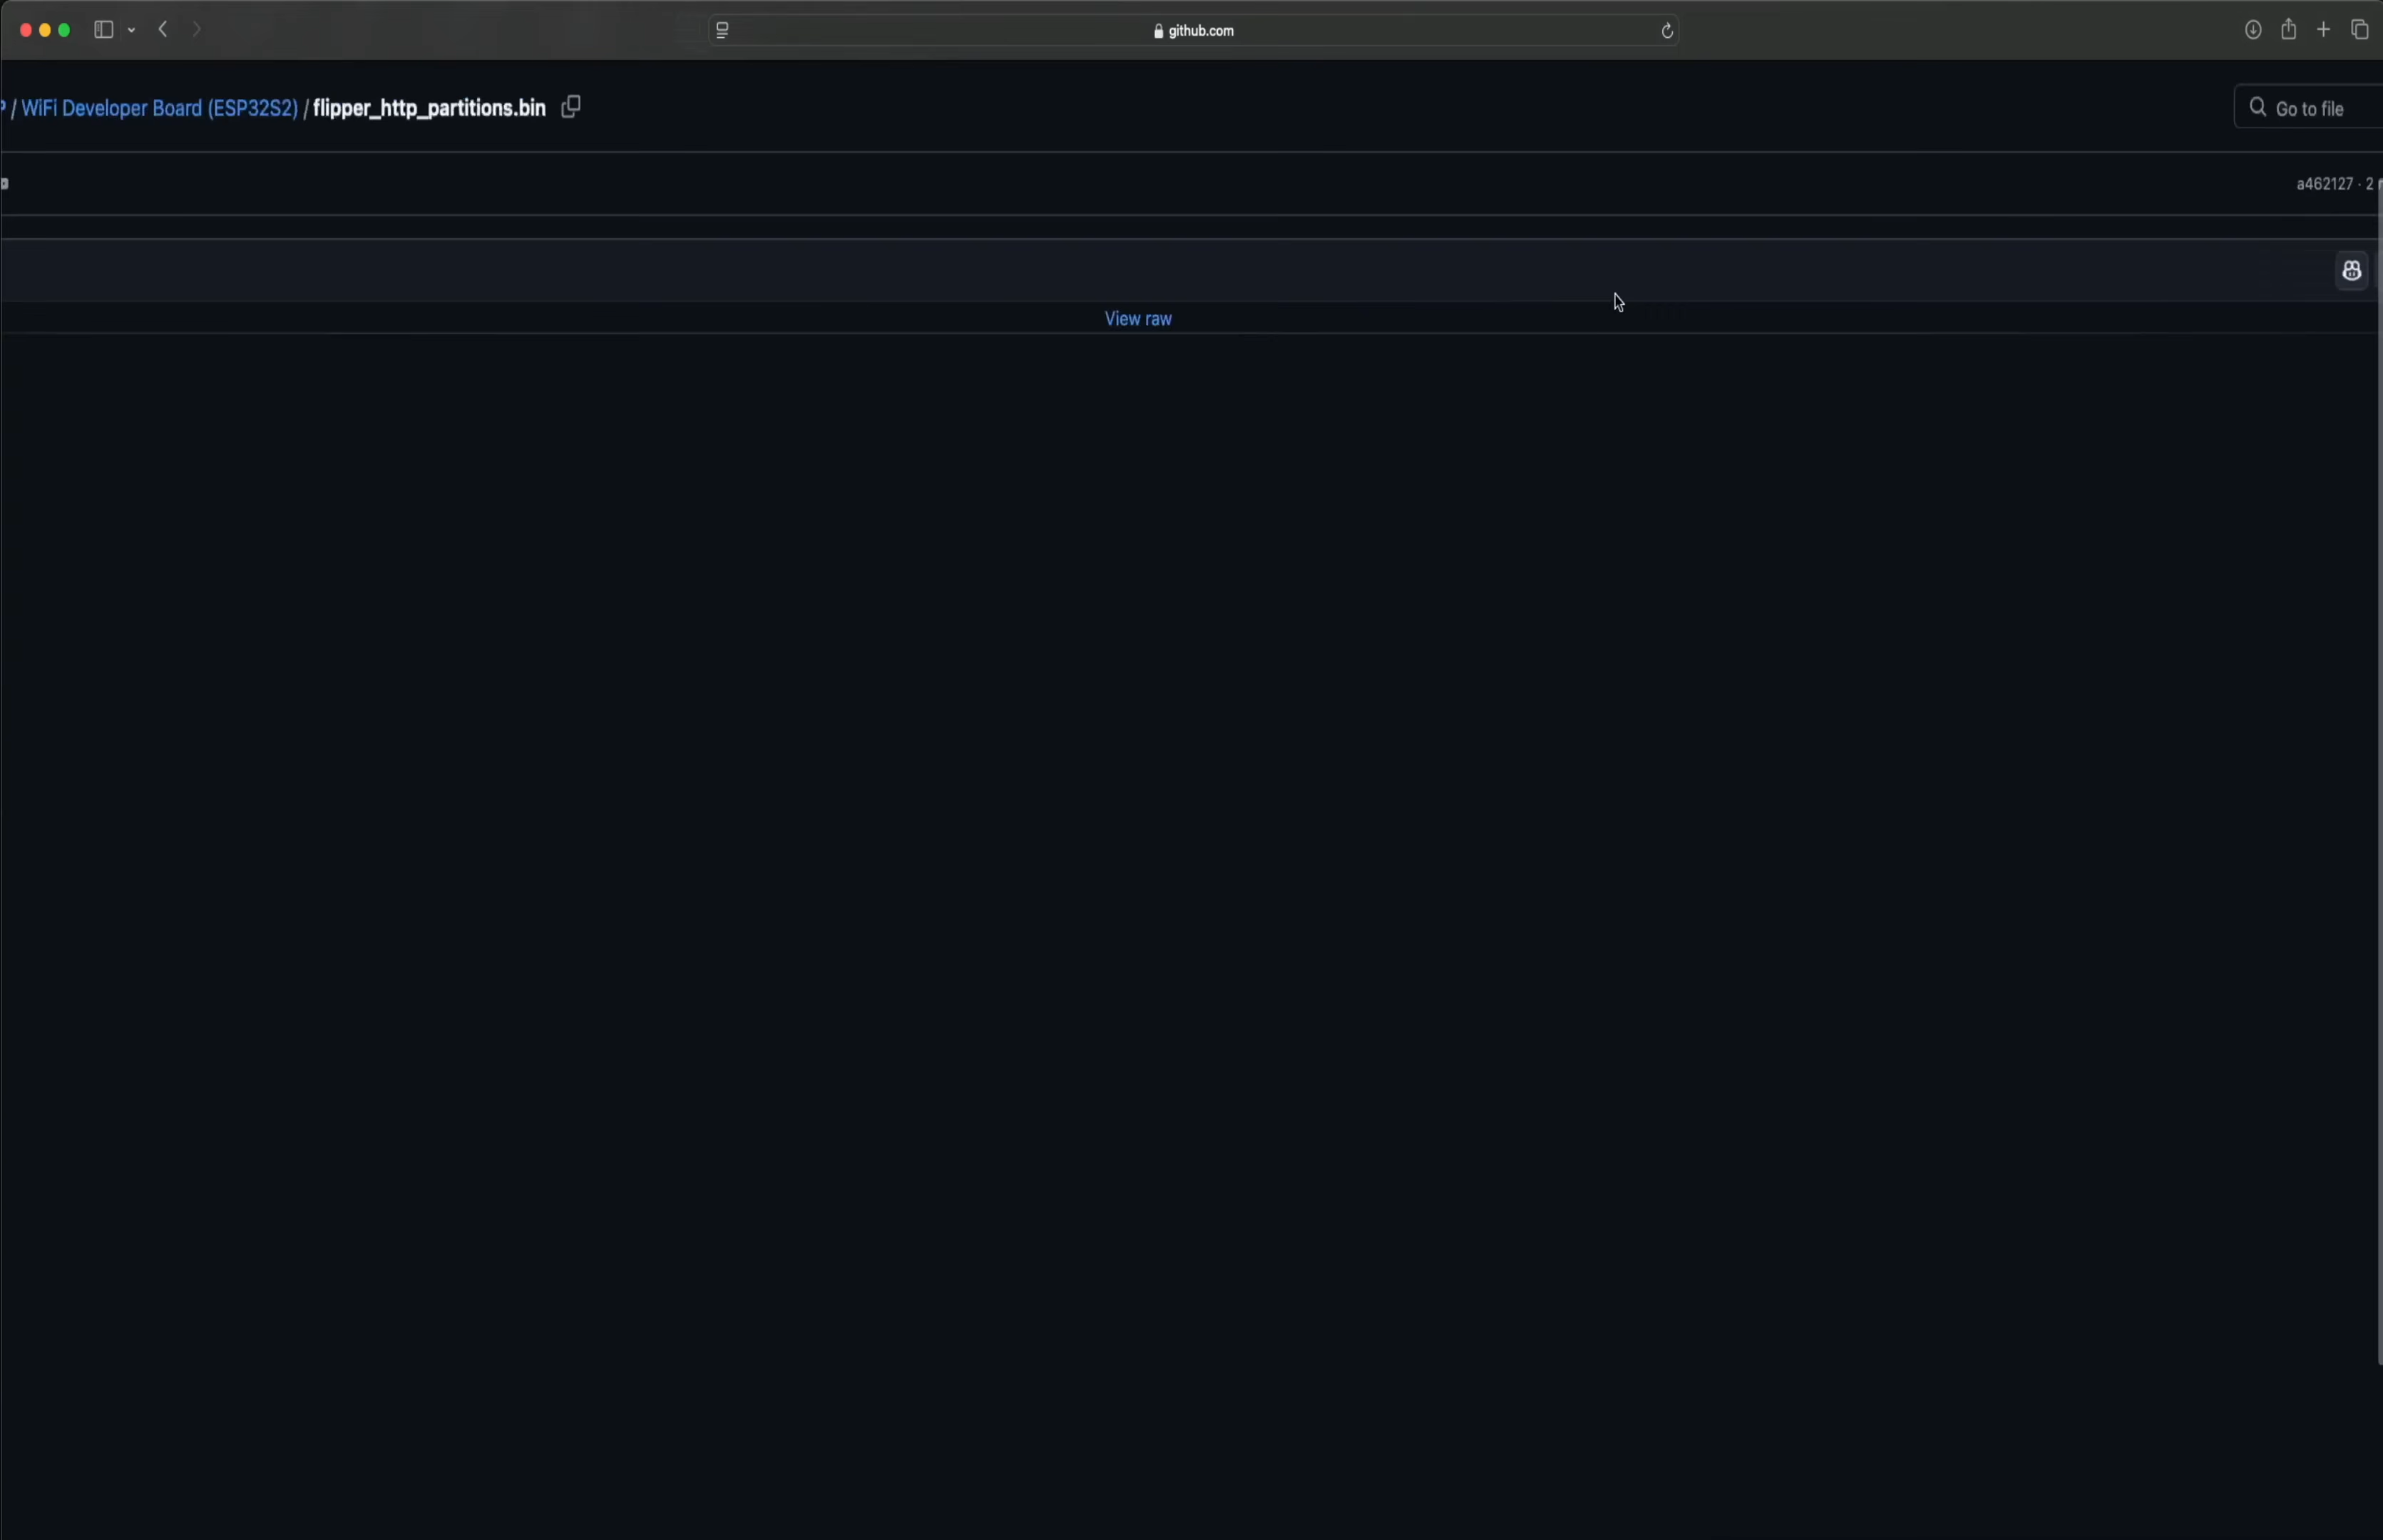 github.com
/ WiFi Developer Board (ESP32S2) / flipper_http_partitions.bin
Go to file
a462127 · 2
View raw